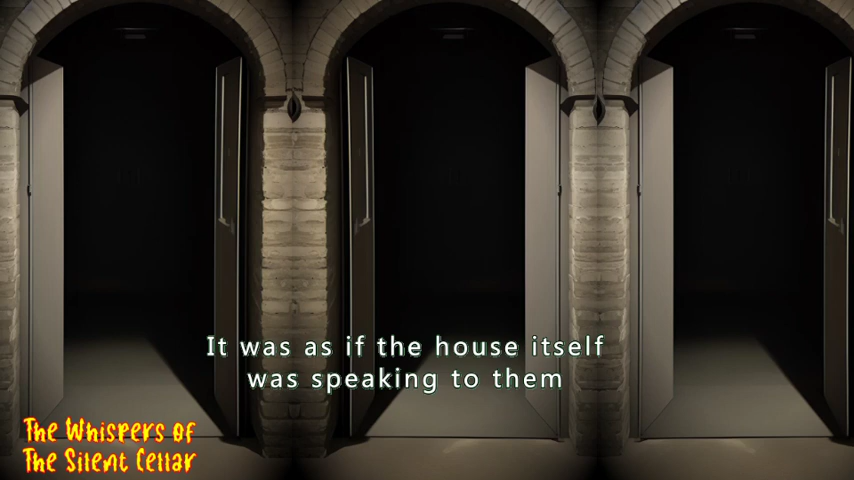 It was as if the house itself
was speaking to them
The Whispers of
The Silent Cellar